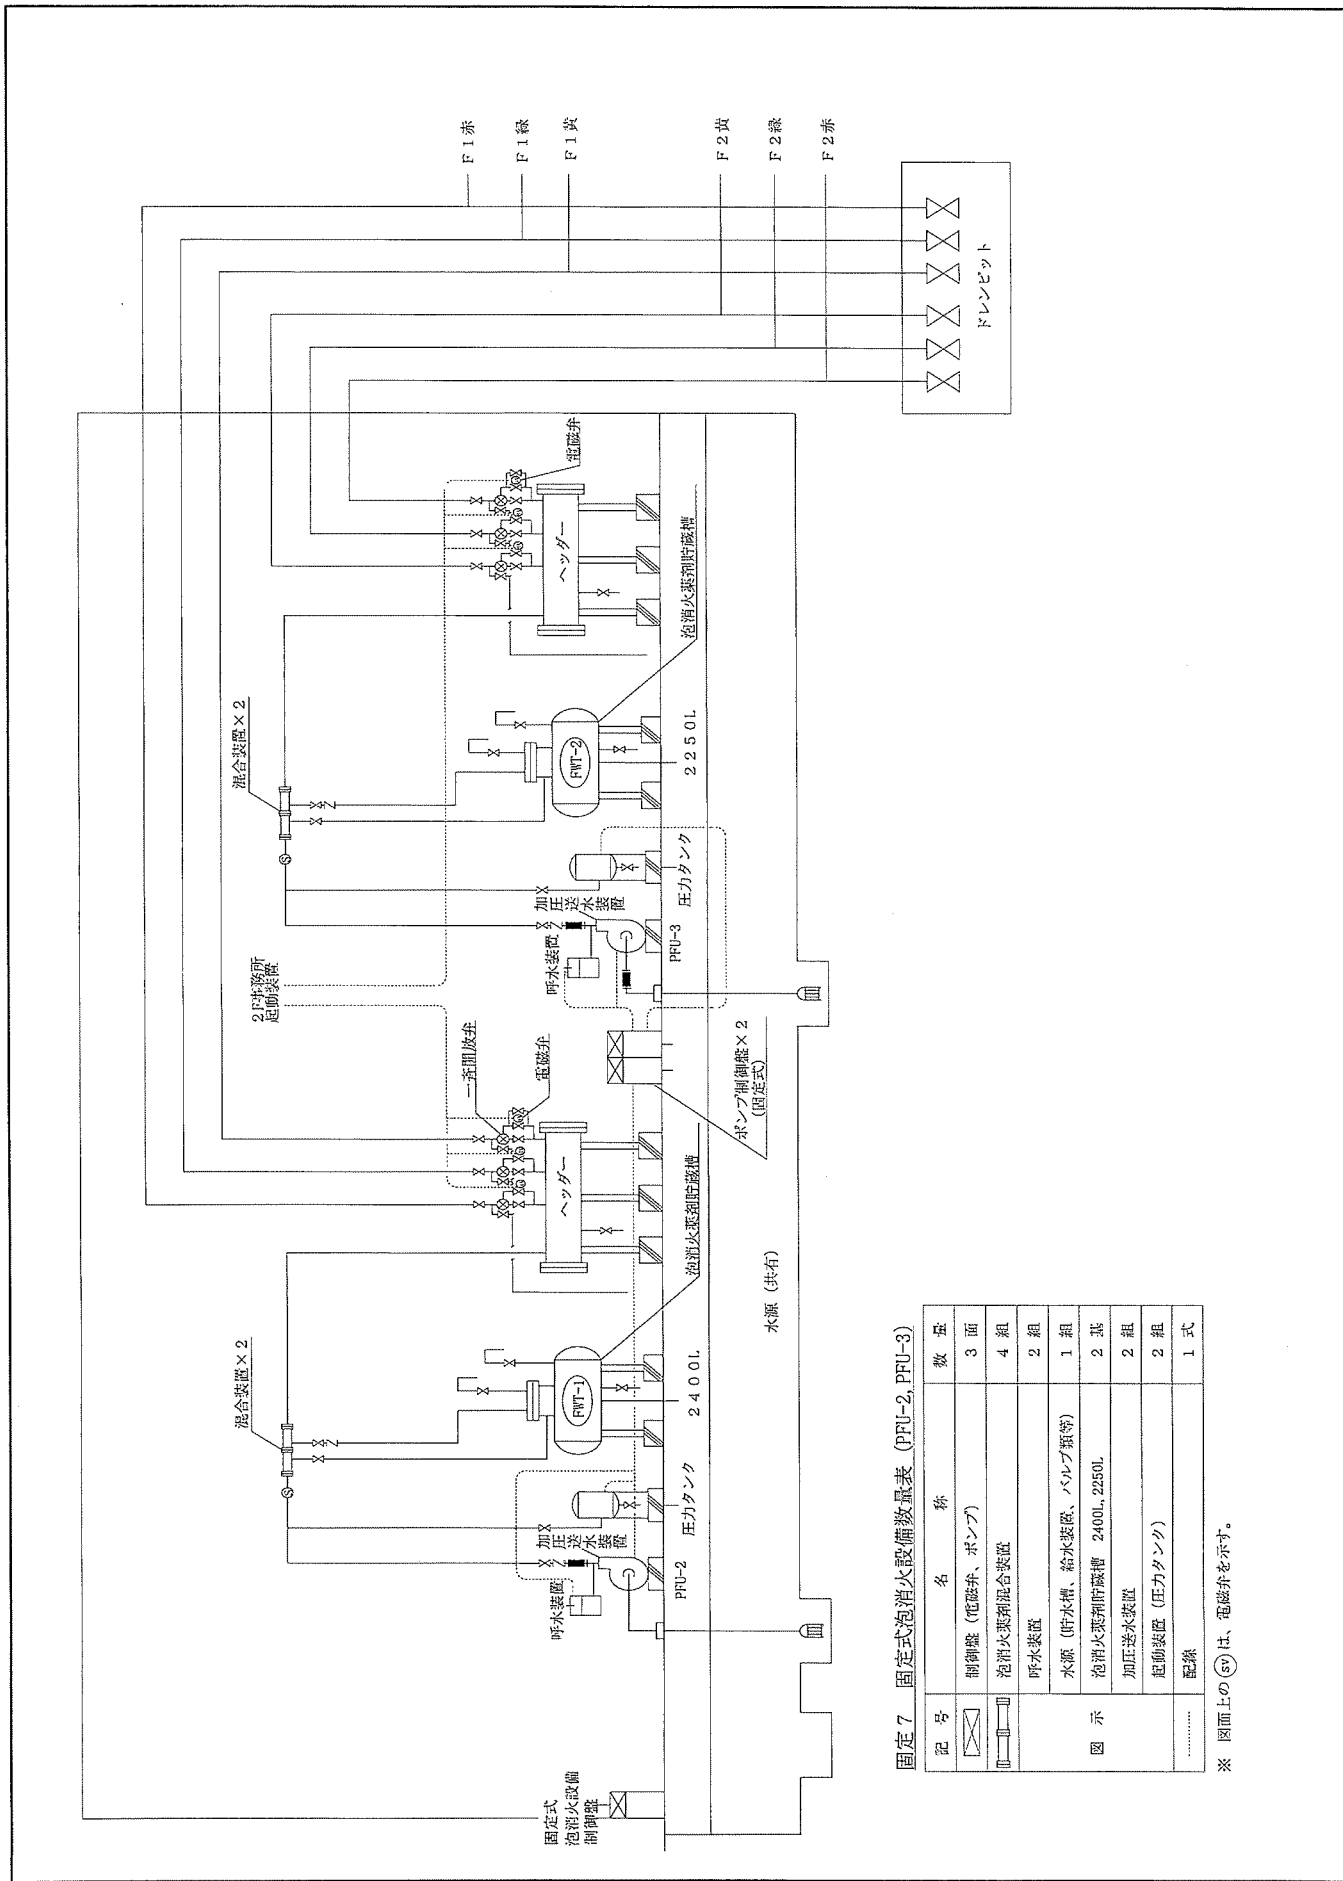 F1赤
F1緑
F1黄
F2黄
F2緑
F2赤
ドレンピット
混合装置×2
電磁弁
ヘッダー
泡消火薬剤貯蔵槽
FWT-2
2250L
圧力タンク
加圧送水装置
呼水装置
PFU-3
2F事務所
起動装置
一斉開放弁
電磁弁
ポンプ制御盤×2
(固定式)
ヘッダー
泡消火薬剤貯蔵槽
混合装置×2
FWT-1
2400L
圧力タンク
加圧送水装置
呼水装置
PFU-2
水源(共有)
固定式
泡消火設備
制御盤
固定7 固定式泡消火設備数量表(PFU-2, PFU-3)
記号 名称 数量
制御盤(電磁弁、ポンプ) 3面
泡消火薬剤混合装置 4組
呼水装置 2組
水源(貯水槽、給水装置、バルブ類等) 1組
図示 泡消火薬剤貯蔵槽 2400L, 2250L 2基
加圧送水装置 2組
起動装置(圧力タンク) 2組
配線 1式
※ 図面上のSVは、電磁弁を示す。